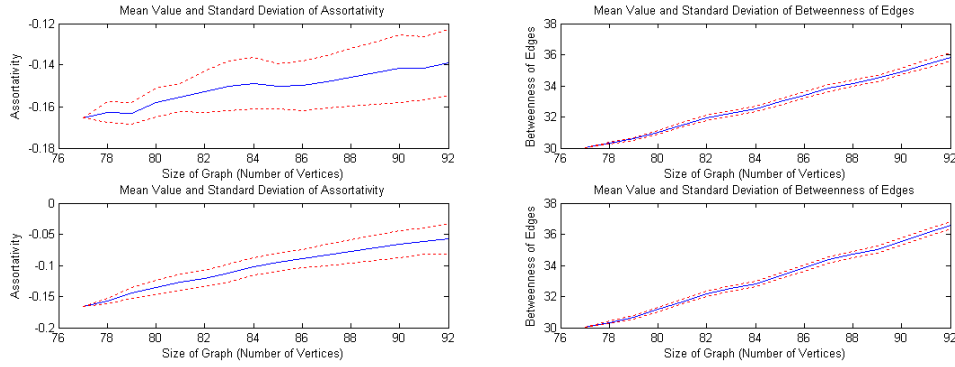 Mean Value and Standard Deviation of Assortativity
-0.12
-0.14
-0.16
-0.18
Assortativity
76 78 80 82 84 86 88 90 92
Size of Graph (Number of Vertices)
Mean Value and Standard Deviation of Betweenness of Edges
38
36
34
32
30
Betweenness of Edges
76 78 80 82 84 86 88 90 92
Size of Graph (Number of Vertices)
Mean Value and Standard Deviation of Assortativity
0
-0.05
-0.1
-0.15
-0.2
Assortativity
76 78 80 82 84 86 88 90 92
Size of Graph (Number of Vertices)
Mean Value and Standard Deviation of Betweenness of Edges
38
36
34
32
30
Betweenness of Edges
76 78 80 82 84 86 88 90 92
Size of Graph (Number of Vertices)